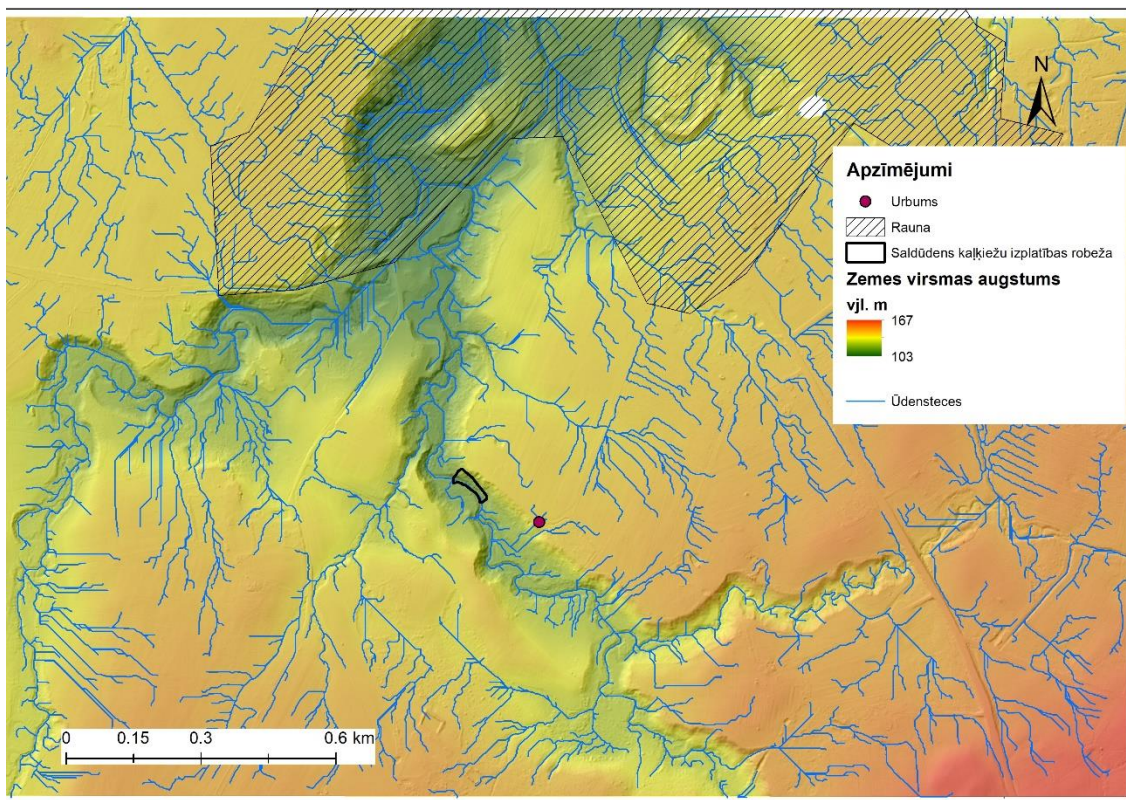 N
Apzīmējumi
Urbums
Rauna
Saldūdens kaļķiežu izplatības robeža
Zemes virsmas augstums
vjl. m
167
103
Ūdensteces
0 0.15 0.3 0.6 km